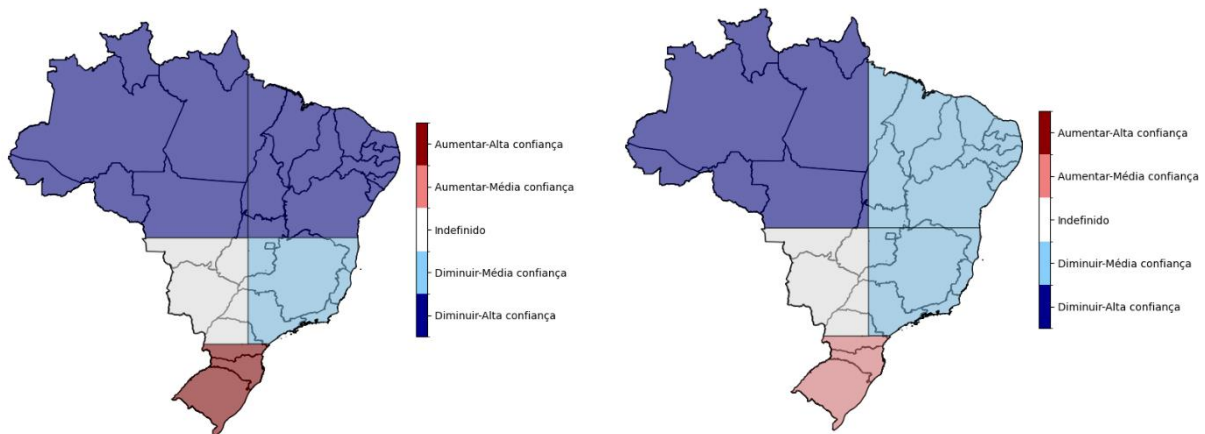 Aumentar-Alta confiança
Aumentar-Média confiança
Indefinido
Diminuir-Média confiança
Diminuir-Alta confiança
Aumentar-Alta confiança
Aumentar-Média confiança
Indefinido
Diminuir-Média confiança
Diminuir-Alta confiança